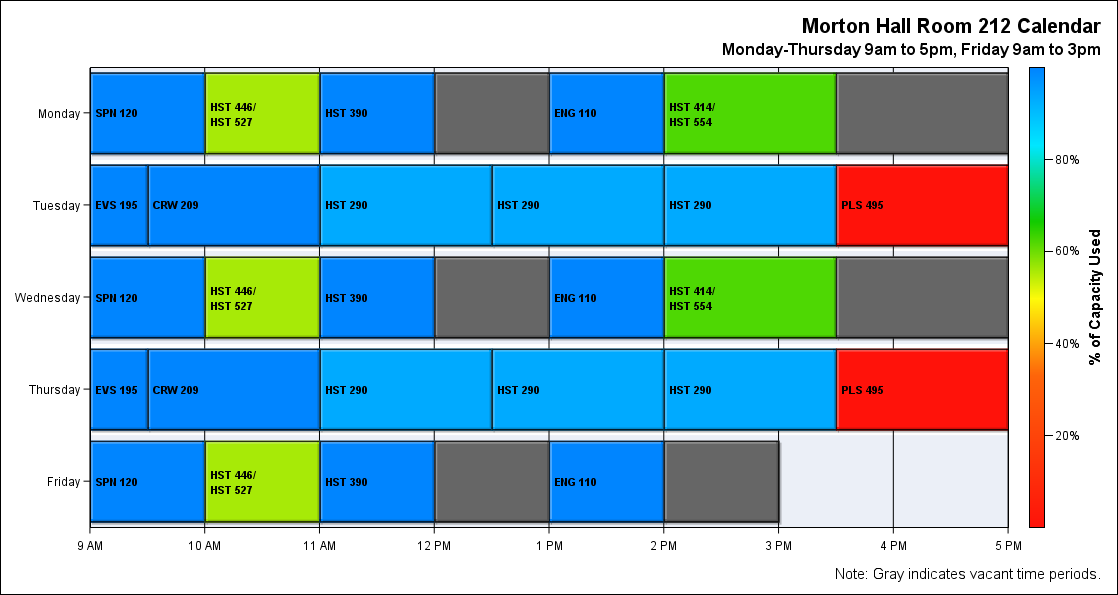 Morton Hall Room 212 Calendar
Monday-Thursday 9am to 5pm, Friday 9am to 3pm
Monday
SPN 120
HST 446/
HST 527
HST 390
ENG 110
HST 414/
HST 554
Tuesday
EVS 195
CRW 209
HST 290
HST 290
HST 290
PLS 495
Wednesday
SPN 120
HST 446/
HST 527
HST 390
ENG 110
HST 414/
HST 554
Thursday
EVS 195
CRW 209
HST 290
HST 290
HST 290
PLS 495
Friday
SPN 120
HST 446/
HST 527
HST 390
ENG 110
9 AM
10 AM
11 AM
12 PM
1 PM
2 PM
3 PM
4 PM
5 PM
80%
60%
40%
20%
% of Capacity Used
Note: Gray indicates vacant time periods.